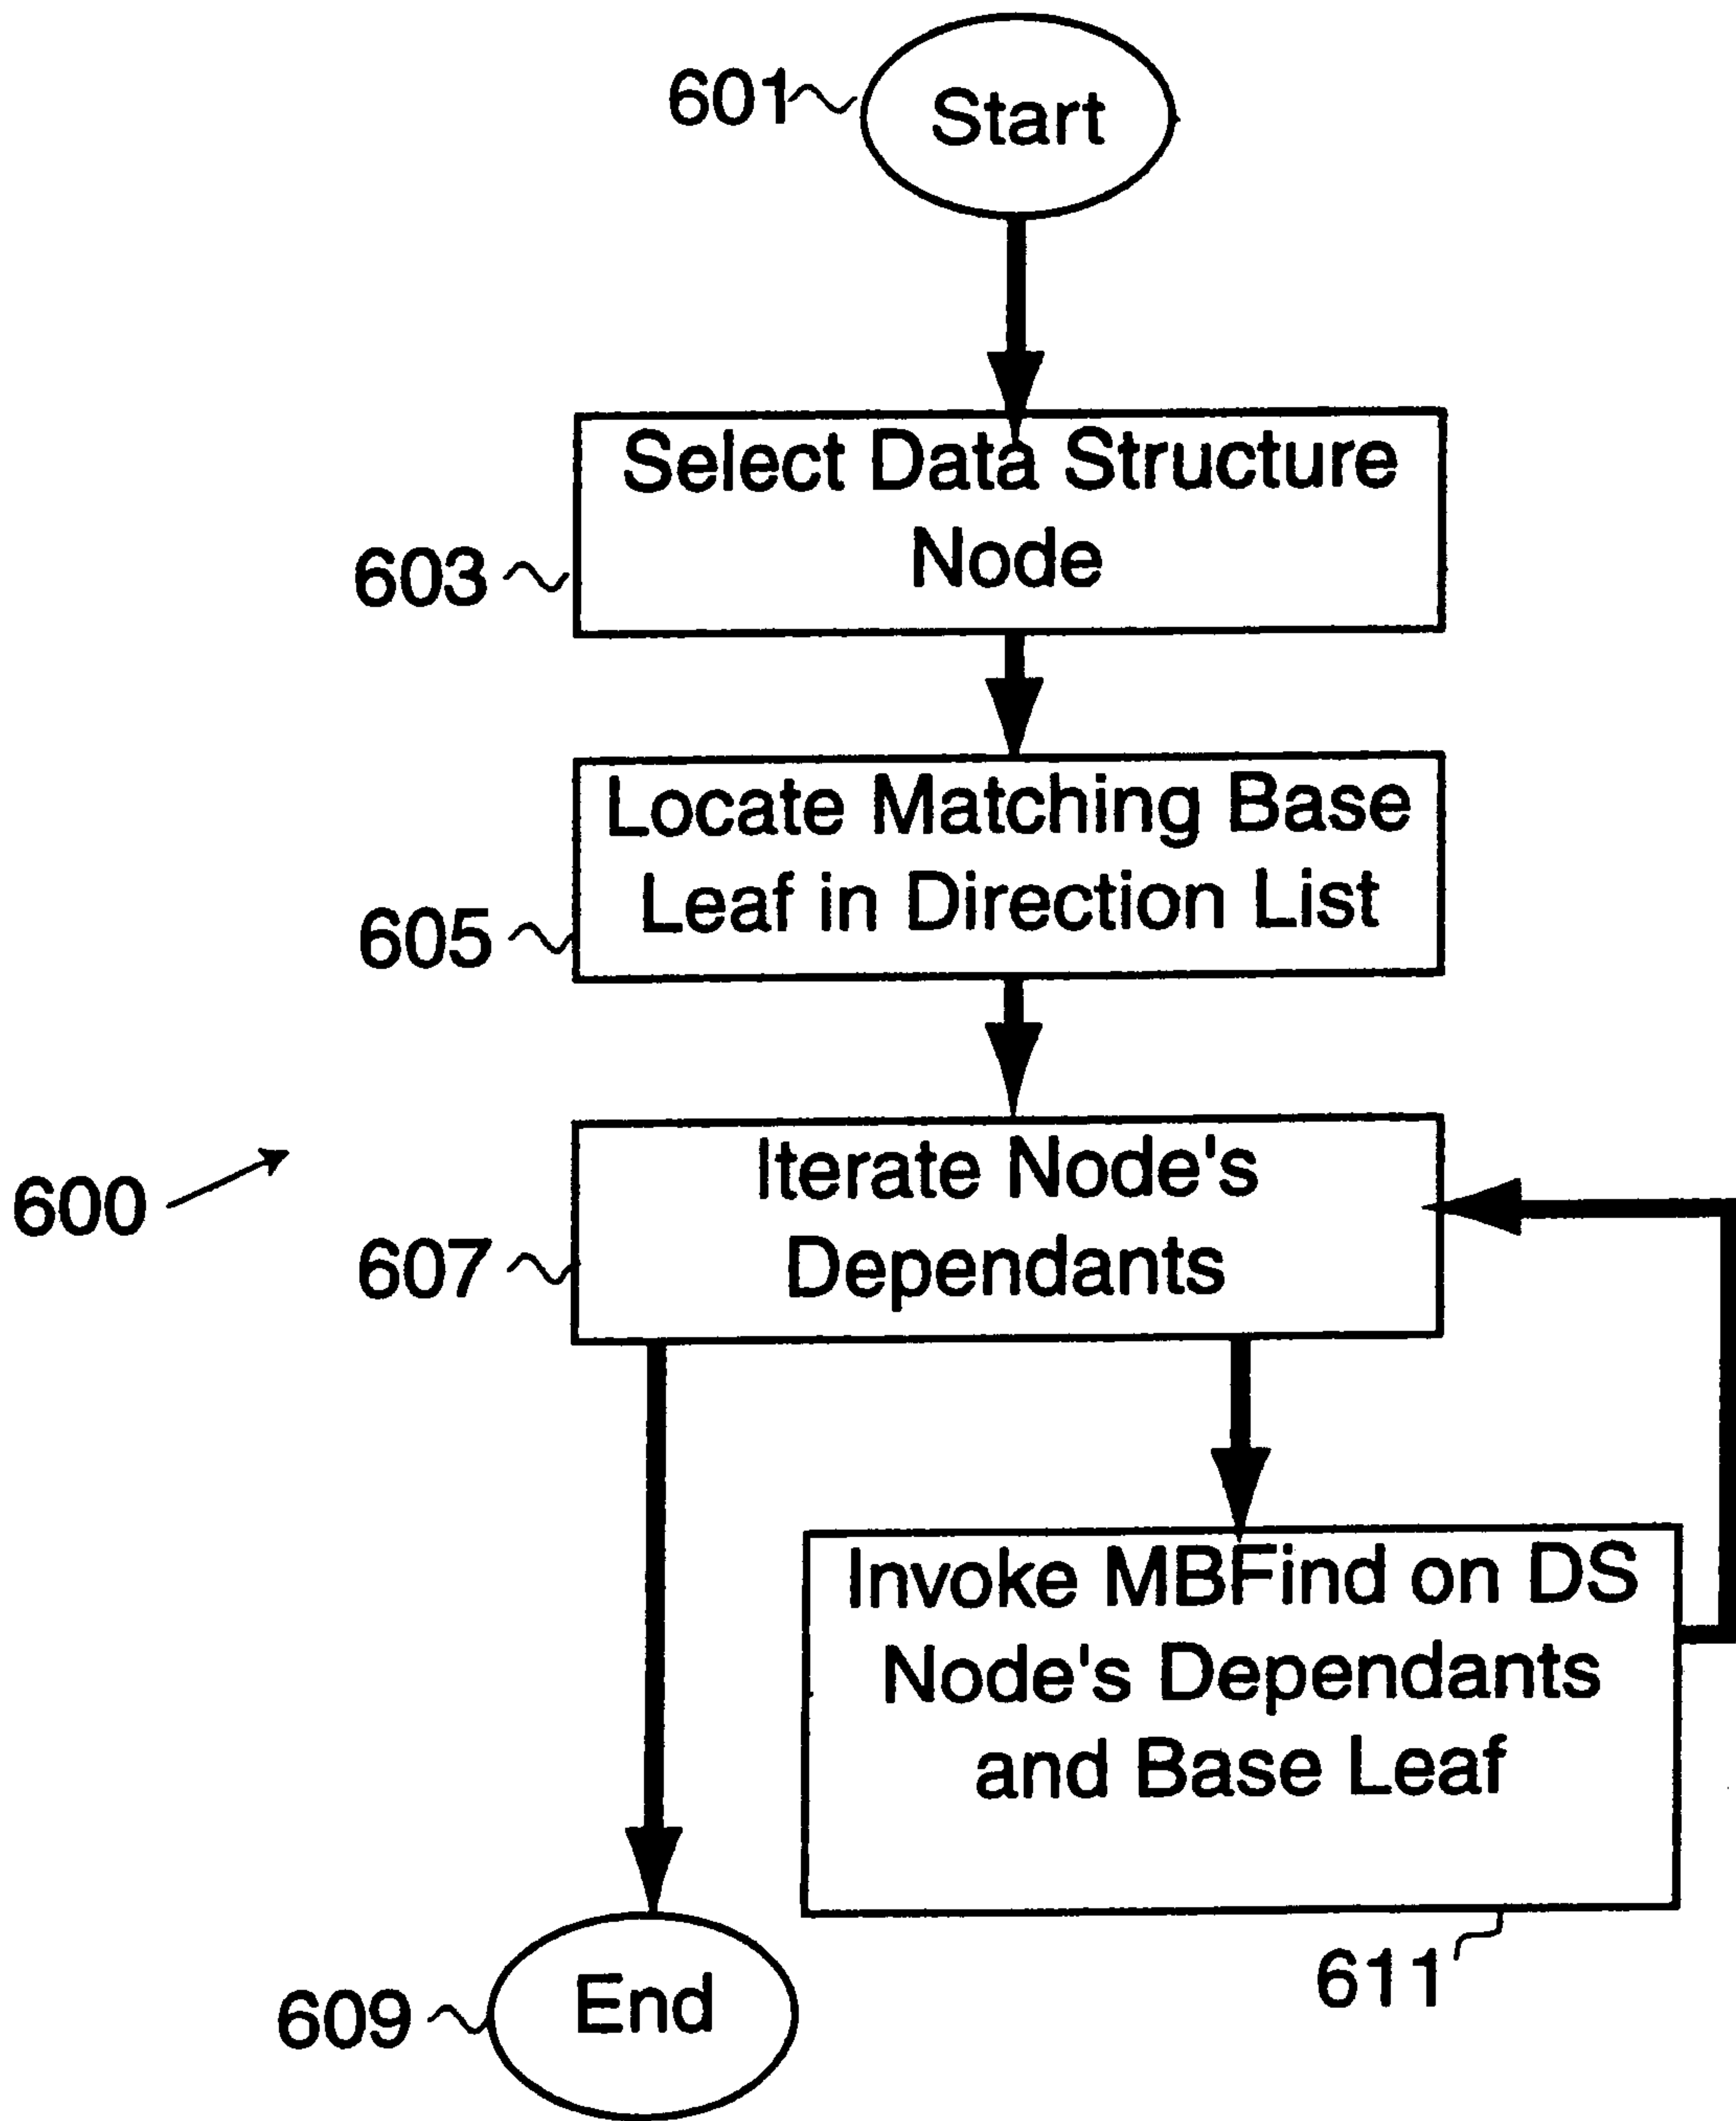 601
Start
Select Data Structure
Node
603
Locate Matching Base
Leaf in Direction List
605
Iterate Node's
Dependants
600
607
Invoke MBFind on DS
Node's Dependants
and Base Leaf
611
End
609